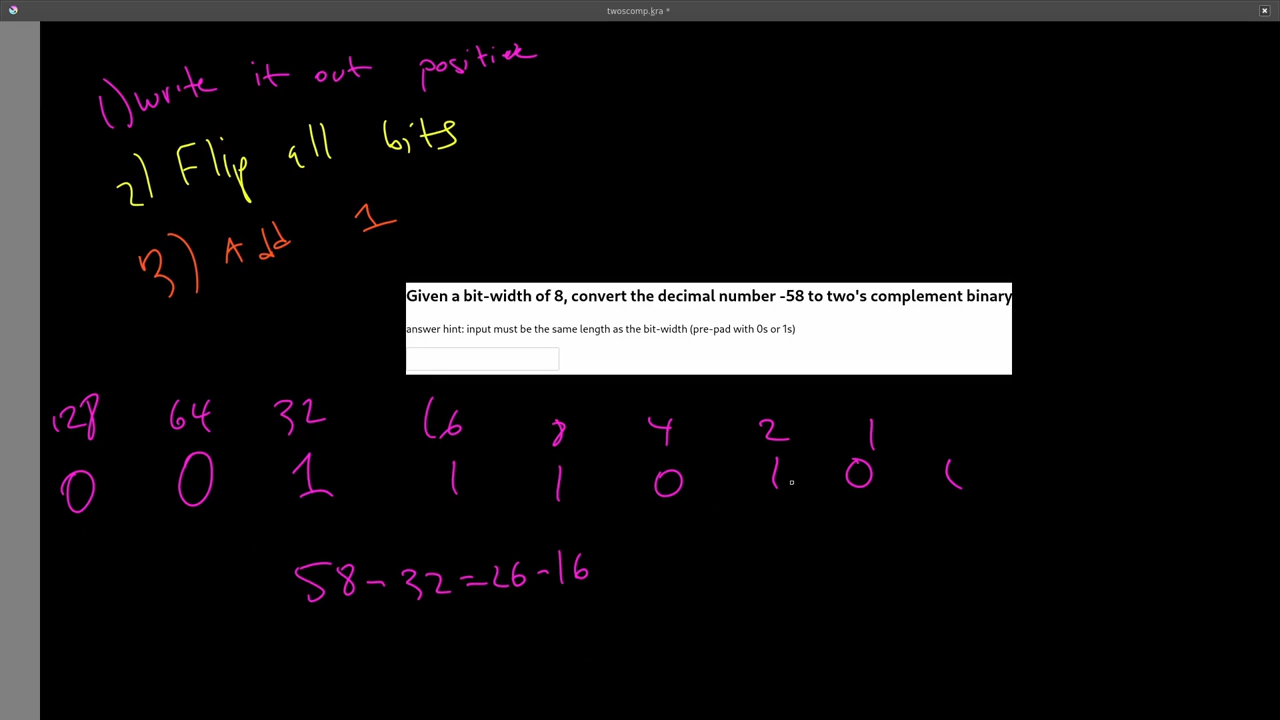 twoscomp.kra *
1) write it out positive
2) Flip all bits
3) Add 1
Given a bit-width of 8, convert the decimal number -58 to two's complement binary
answer hint: input must be the same length as the bit-width (pre-pad with 0s or 1s)
128 64 32 16 8 4 2 1
0 0 1 1 1 0 1 0 (
58-32=26-16